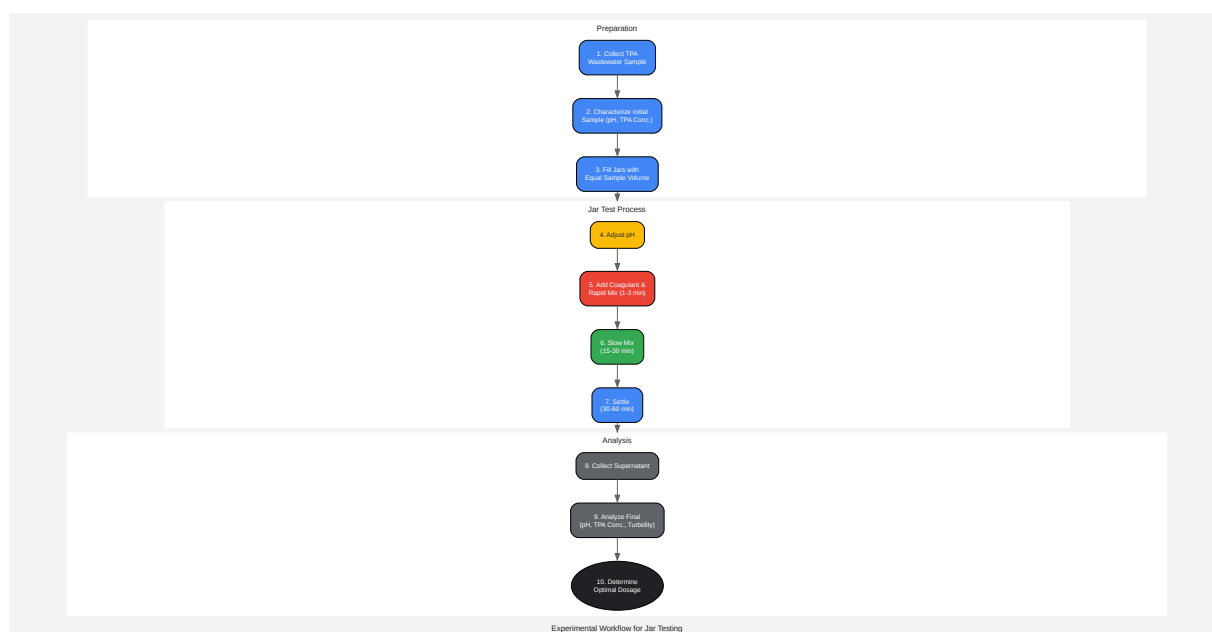 Preparation
1. Collect TPA
Wastewater Sample
2. Characterize Initial
Sample (pH, TPA Conc.)
3. Fill Jars with
Equal Sample Volume
Jar Test Process
4. Adjust pH
5. Add Coagulant &
Rapid Mix (1-3 min)
6. Slow Mix
(15-30 min)
7. Settle
(30-60 min)
Analysis
8. Collect Supernatant
9. Analyze Final
(pH, TPA Conc., Turbidity)
10. Determine
Optimal Dosage
Experimental Workflow for Jar Testing